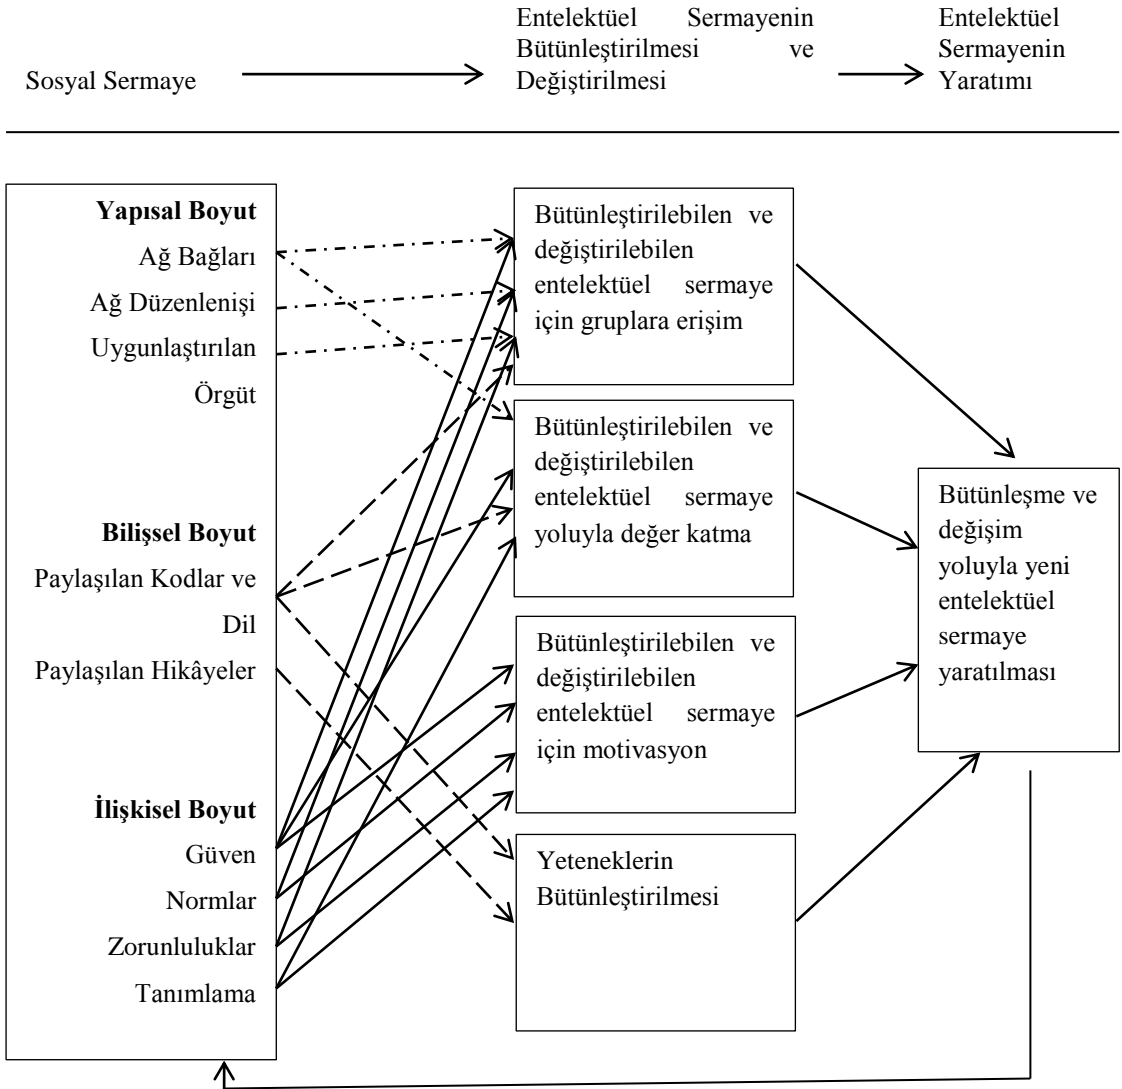 Sosyal Sermaye
Entelektüel Sermayenin
Bütünleştirilmesi ve
Değiştirilmesi
Entelektüel
Sermayenin
Yaratımı
Yapısal Boyut
Ağ Bağları
Ağ Düzenlenişi
Uygunlaştırılan
Örgüt
Bilişsel Boyut
Paylaşılan Kodlar ve
Dil
Paylaşılan Hikâyeler
İlişkisel Boyut
Güven
Normlar
Zorunluluklar
Tanımlama
Bütünleştirilebilen ve
değiştirilebilen
entelektüel sermaye
için gruplara erişim
Bütünleştirilebilen ve
değiştirilebilen
entelektüel sermaye
yoluyla değer katma
Bütünleştirilebilen ve
değiştirilebilen
entelektüel sermaye
için motivasyon
Yeteneklerin
Bütünleştirilmesi
Bütünleşme ve
değişim
yoluyla yeni
entelektüel
sermaye
yaratılması